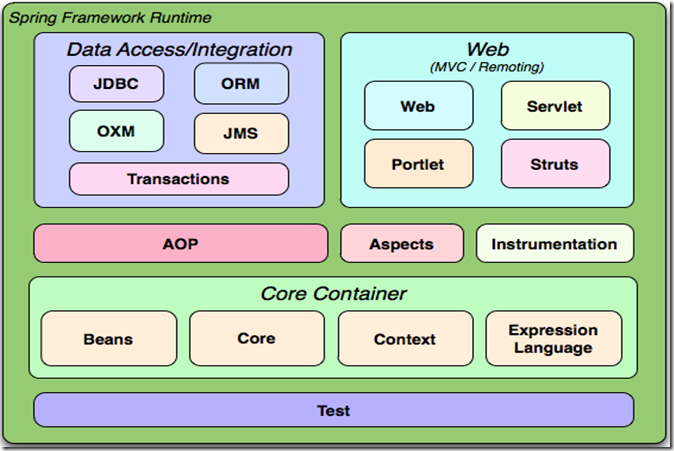 Spring Framework Runtime
Data Access/Integration
JDBC
ORM
OXM
JMS
Transactions
Web
(MVC / Remoting)
Web
Servlet
Portlet
Struts
AOP
Aspects
Instrumentation
Core Container
Beans
Core
Context
Expression
Language
Test